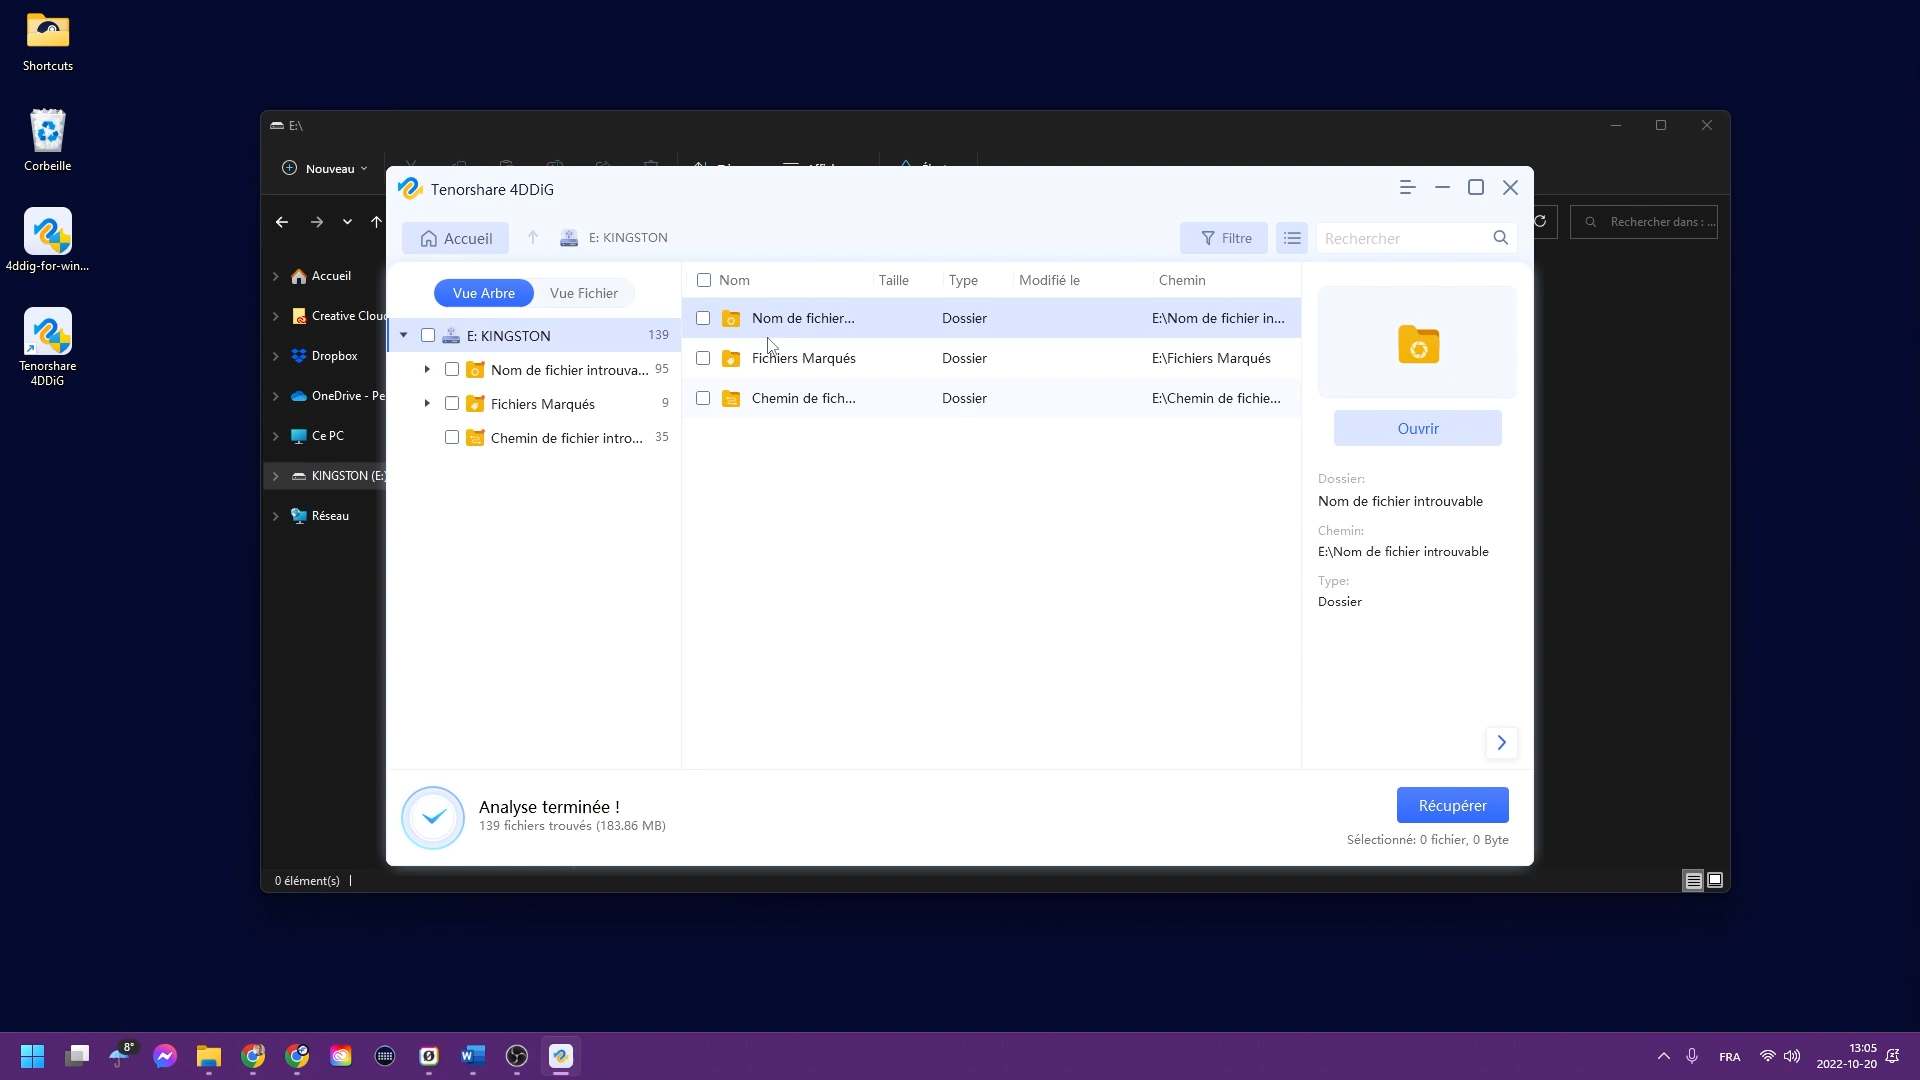 Shortcuts
Corbeille
4ddig-for-win...
Tenorshare
4DDiG
E:\
Nouveau
Rechercher dans : ...
Accueil
Creative Cloud
Dropbox
OneDrive - Pe
Ce PC
KINGSTON (E:)
Réseau
0 élément(s)
Tenorshare 4DDiG
Accueil
E: KINGSTON
Filtre
Rechercher
Vue Arbre
Vue Fichier
E: KINGSTON 139
Nom de fichier introuva... 95
Fichiers Marqués 9
Chemin de fichier intro... 35
Nom Taille Type Modifié le Chemin
Nom de fichier... Dossier E:\Nom de fichier in...
Fichiers Marqués Dossier E:\Fichiers Marqués
Chemin de fich... Dossier E:\Chemin de fichie...
Ouvrir
Dossier:
Nom de fichier introuvable
Chemin:
E:\Nom de fichier introuvable
Type:
Dossier
Analyse terminée !
139 fichiers trouvés (183.86 MB)
Récupérer
Sélectionné: 0 fichier, 0 Byte
8°
FRA
13:05
2022-10-20